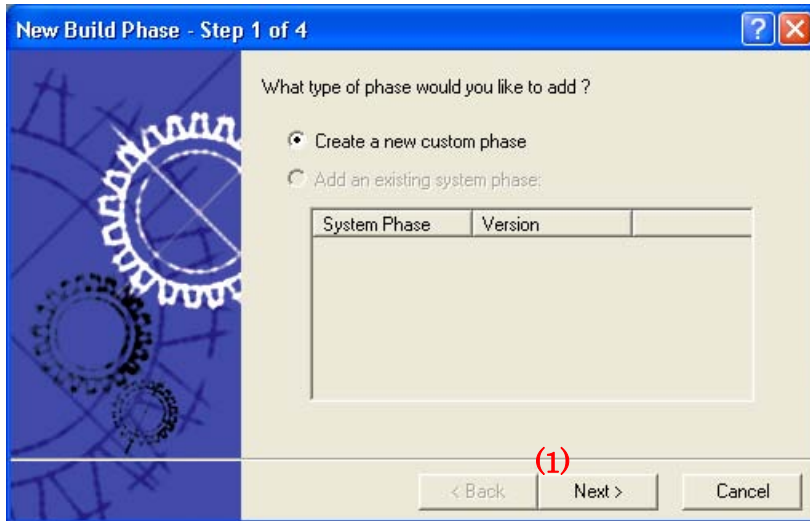 New Build Phase - Step 1 of 4
What type of phase would you like to add ?
Create a new custom phase
Add an existing system phase:
System Phase Version
(1)
< Back Next > Cancel